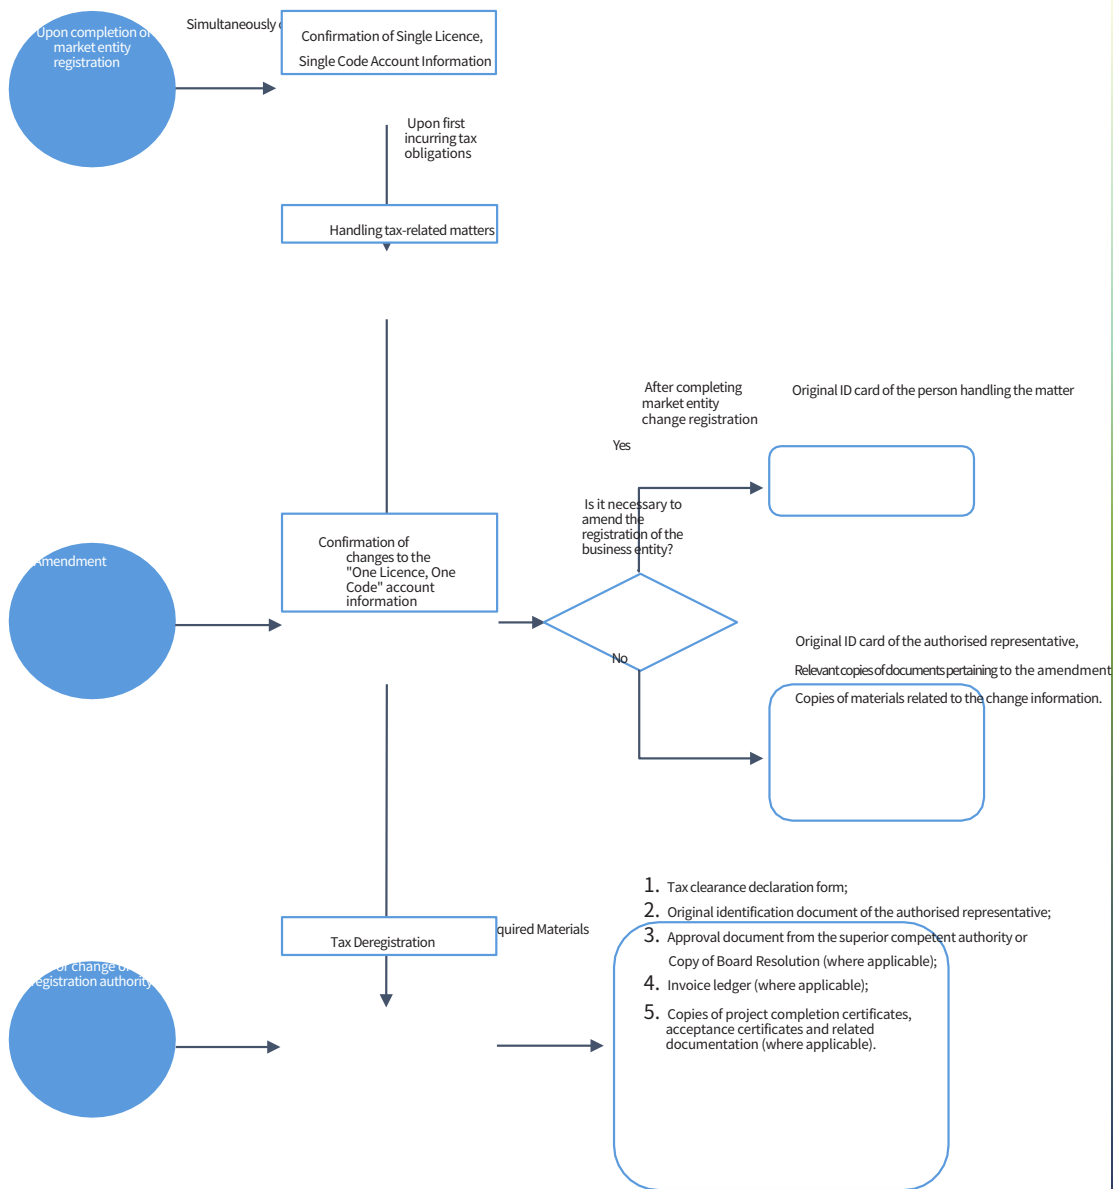 Upon completion of
market entity
registration
Simultaneously
Confirmation of Single Licence,
Single Code Account Information
Upon first
incurring tax
obligations
Handling tax-related matters
After completing
market entity
change registration
Original ID card of the person handling the matter
Yes
Is it necessary to
amend the
registration of the
business entity?
Confirmation of
changes to the
"One Licence, One
Code" account
information
Amendment
No
Original ID card of the authorised representative,
Relevant copies of documents pertaining to the amendment
Copies of materials related to the change information.
1. Tax clearance declaration form;
2. Original identification document of the authorised representative;
3. Approval document from the superior competent authority or
Copy of Board Resolution (where applicable);
4. Invoice ledger (where applicable);
5. Copies of project completion certificates,
acceptance certificates and related
documentation (where applicable).
quired Materials
Tax Deregistration
or change of
egistration authority